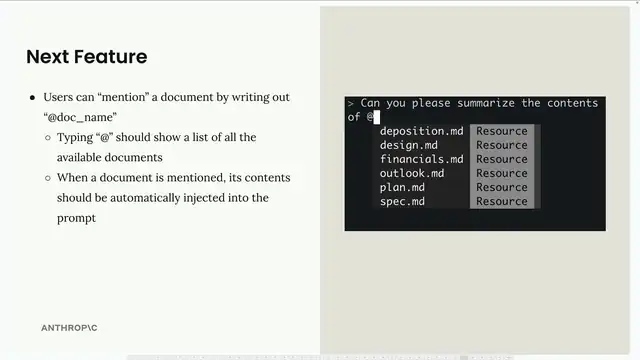 Next Feature
● Users can “mention” a document by writing out
“@doc_name”
○ Typing “@” should show a list of all the
available documents
○ When a document is mentioned, its contents
should be automatically injected into the
prompt
ANTHROP\C
> Can you please summarize the contents
of @
deposition.md Resource
design.md Resource
financials.md Resource
outlook.md Resource
plan.md Resource
spec.md Resource